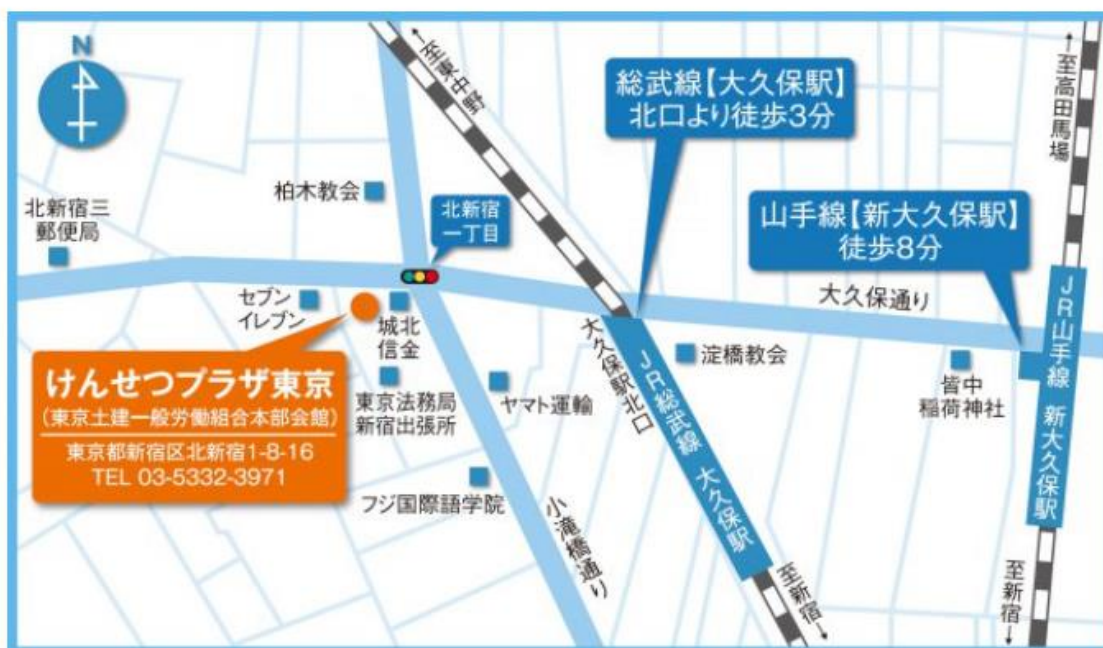 N
←至東中野
総武線【大久保駅】
北口より徒歩3分
←至高田馬場
柏木教会
北新宿
一丁目
北新宿三
郵便局
山手線【新大久保駅】
徒歩8分
大久保通り
セブン
イレブン
城北
信金
大久保駅北口
淀橋教会
JR山手線 新大久保駅
けんせつプラザ東京
(東京土建一般労働組合本部会館)
東京都新宿区北新宿1-8-16
TEL 03-5332-3971
東京法務局
新宿出張所
ヤマト運輸
JR総武線 大久保駅
皆中
稲荷神社
フジ国際語学院
小滝橋通り
至新宿→
至新宿→